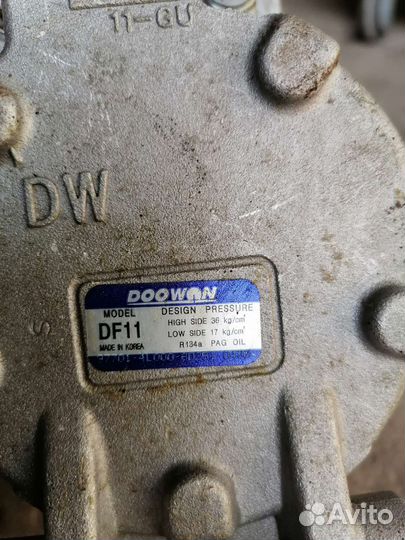 11-GU
DW
S
DOOWON
MODEL
DF11
MADE IN KOREA
DESIGN PRESSURE
HIGH SIDE 36 kg/cm²
LOW SIDE 17 kg/cm²
R134a PAG OIL
Avito